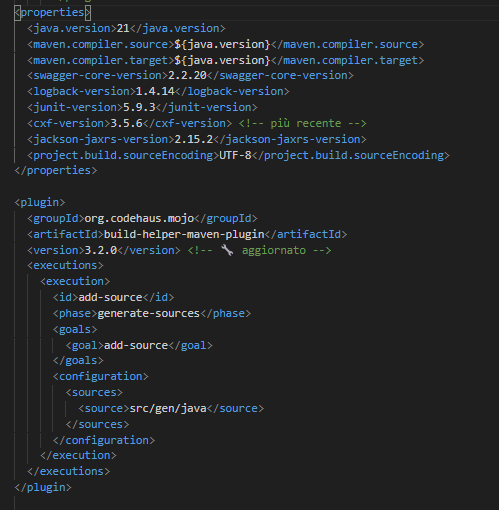 <properties>
<java.version>21</java.version>
<maven.compiler.source>${java.version}</maven.compiler.source>
<maven.compiler.target>${java.version}</maven.compiler.target>
<swagger-core-version>2.2.20</swagger-core-version>
<logback-version>1.4.14</logback-version>
<junit-version>5.9.3</junit-version>
<cxf-version>3.5.6</cxf-version> <!-- più recente -->
<jackson-jaxrs-version>2.15.2</jackson-jaxrs-version>
<project.build.sourceEncoding>UTF-8</project.build.sourceEncoding>
</properties>
<plugin>
<groupId>org.codehaus.mojo</groupId>
<artifactId>build-helper-maven-plugin</artifactId>
<version>3.2.0</version> <!-- 🔧 aggiornato -->
<executions>
<execution>
<id>add-source</id>
<phase>generate-sources</phase>
<goals>
<goal>add-source</goal>
</goals>
<configuration>
<sources>
<source>src/gen/java</source>
</sources>
</configuration>
</execution>
</executions>
</plugin>